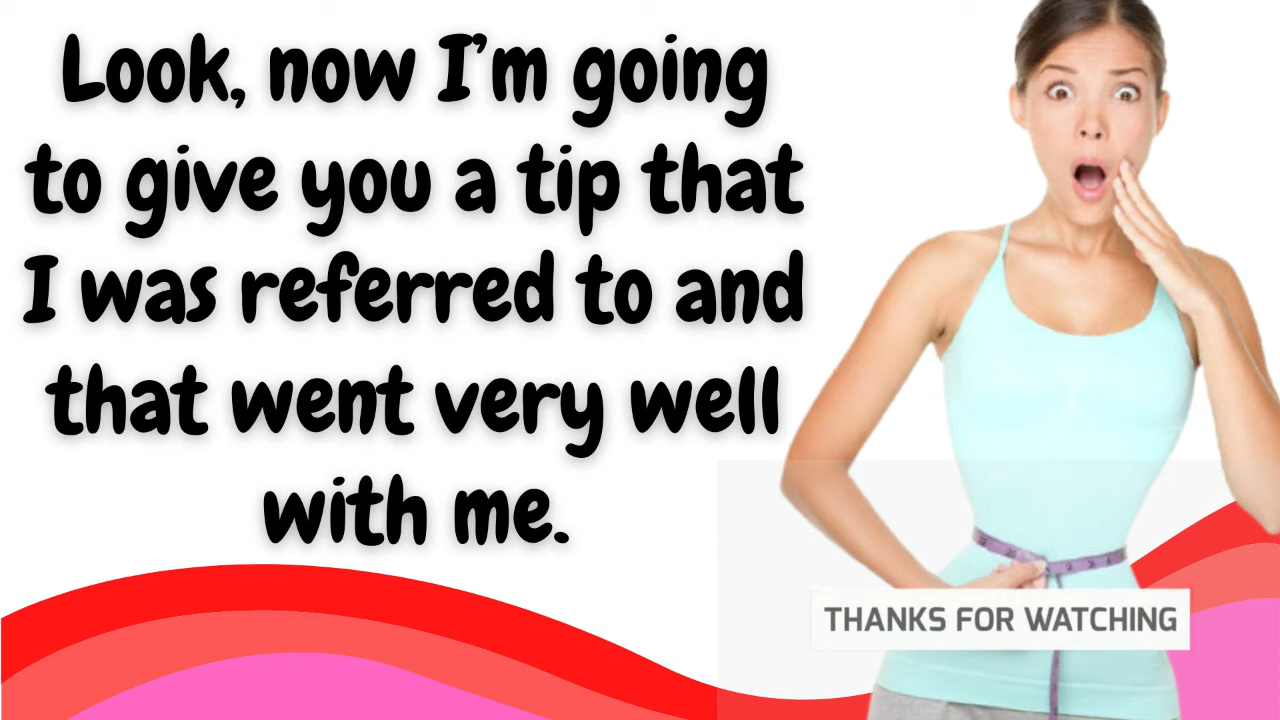 Look, now I’m going
to give you a tip that
I was referred to and
that went very well
with me.
THANKS FOR WATCHING